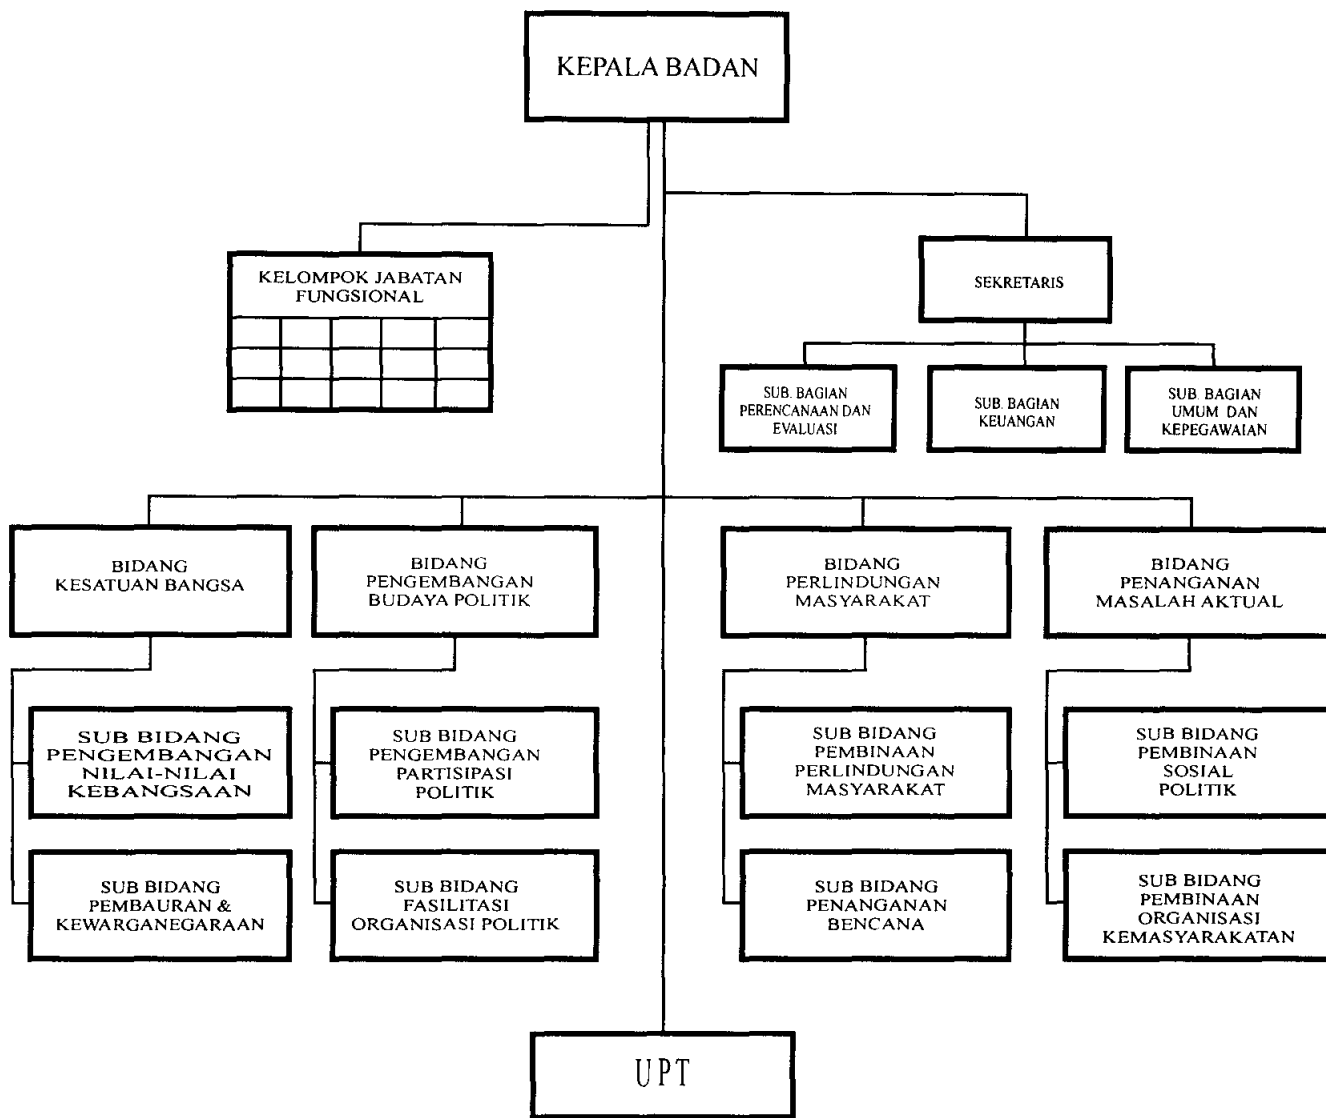 KEPALA BADAN
KELOMPOK JABATAN
FUNGSIONAL
SEKRETARIS
SUB. BAGIAN
PERENCANAAN DAN
EVALUASI
SUB. BAGIAN
KEUANGAN
SUB. BAGIAN
UMUM DAN
KEPEGAWAIAN
BIDANG
KESATUAN BANGSA
BIDANG
PENGEMBANGAN
BUDAYA POLITIK
BIDANG
PERLINDUNGAN
MASYARAKAT
BIDANG
PENANGANAN
MASALAH AKTUAL
SUB BIDANG
PENGEMBANGAN
NILAI-NILAI
KEBANGSAAN
SUB BIDANG
PENGEMBANGAN
PARTISIPASI
POLITIK
SUB BIDANG
PEMBINAAN
PERLINDUNGAN
MASYARAKAT
SUB BIDANG
PEMBINAAN
SOSIAL
POLITIK
SUB BIDANG
PEMBAURAN &
KEWARGANEGARAAN
SUB BIDANG
FASILITASI
ORGANISASI POLITIK
SUB BIDANG
PENANGANAN
BENCANA
SUB BIDANG
PEMBINAAN
ORGANISASI
KEMASYARAKATAN
UPT